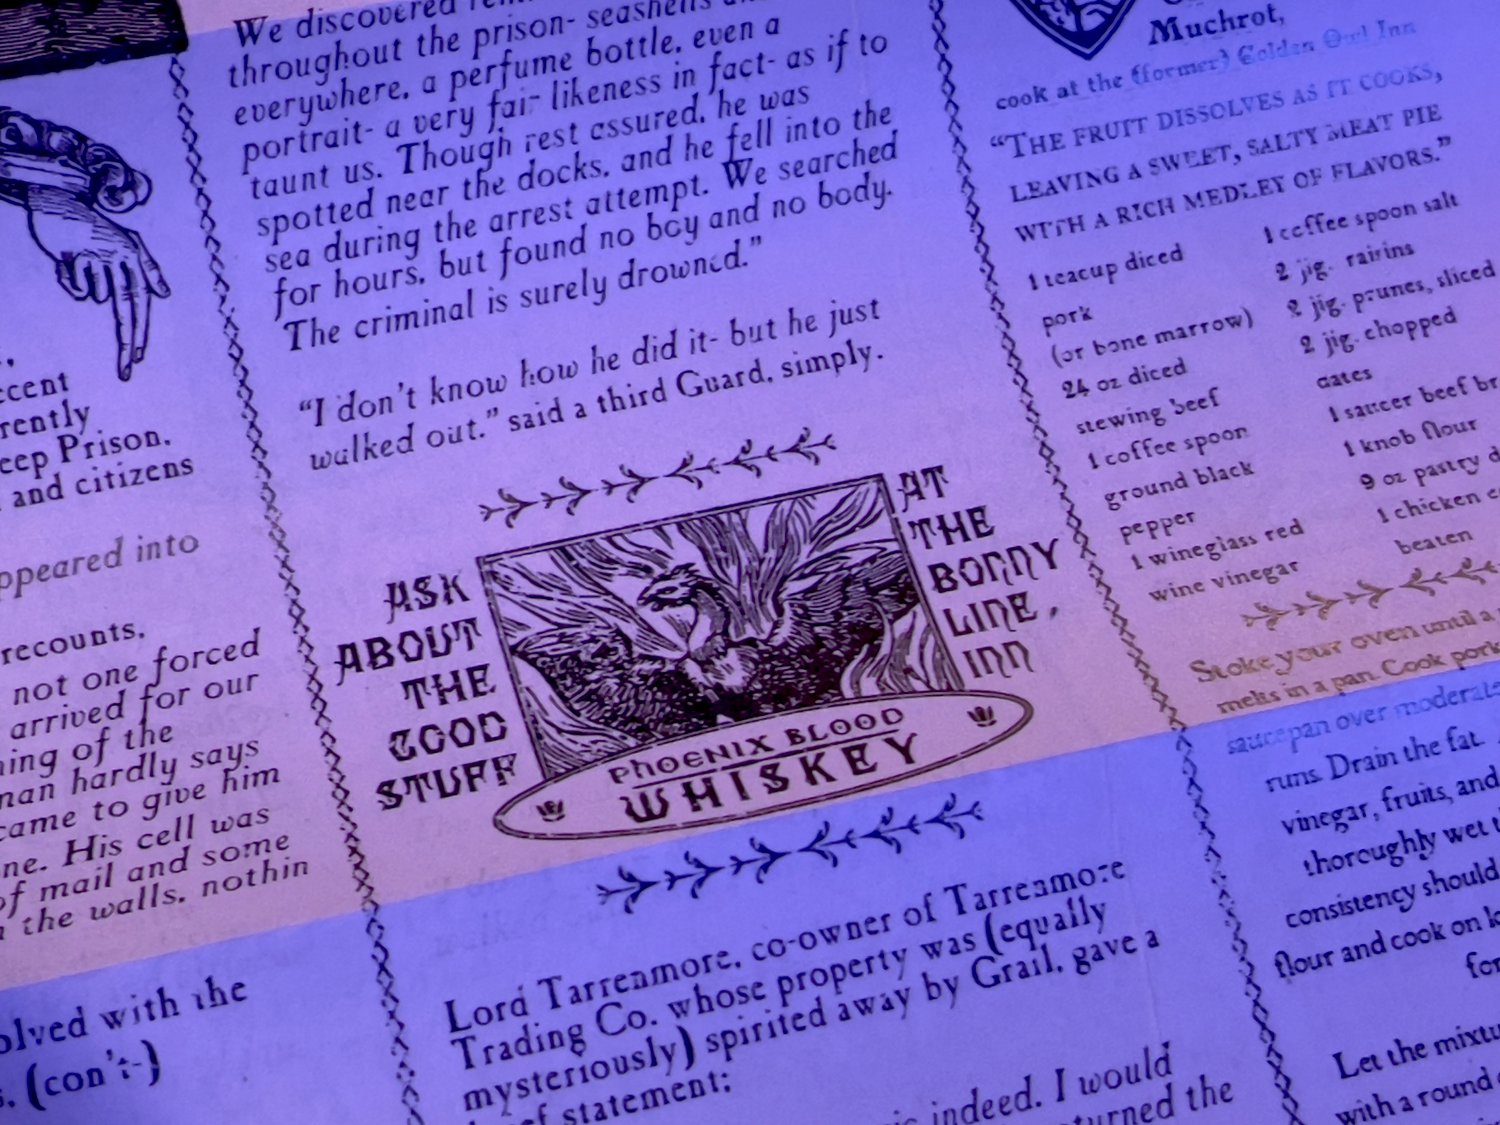 ccent
rently
eep Prison.
and citizens
ppeared into
recounts.
not one forced
arrived for our
ing of the
man hardly says
came to give him
ne. His cell was
of mail and some
the walls. nothin
olved with the
(con't-)
We discovered
throughout the prison- seashells
everywhere. a perfume bottle. even a
portrait- a very fair likeness in fact- as if to
taunt us. Though rest assured. he was
spotted near the docks. and he fell into the
sea during the arrest attempt. We searched
for hours. but found no boy and no body.
The criminal is surely drowned."
"I don't know how he did it- but he just
walked out." said a third Guard. simply.
ASK
ABOUT
THE
GOOD
STUFF
PHOENIX BLOOD
WHISKEY
AT
THE
BONNY
LINE
INN
Lord Tarreamore. co-owner of Tarreamore
Trading Co. whose property was (equally
mysteriously) spirited away by Grail. gave a
statement:
indeed. I would
turned the
Muchrot,
cook at the (former) Golden Owl Inn
"THE FRUIT DISSOLVES AS IT COOKS,
LEAVING A SWEET, SALTY MEAT PIE
WITH A RICH MEDLEY OF FLAVORS."
1 teacup diced
pork
(or bone marrow)
24 oz diced
stewing beef
1 coffee spoon
ground black
pepper
1 wineglass red
wine vinegar
1 coffee spoon salt
2 jig. raisins
2 jig. prunes, sliced
2 jig. chopped
dates
1 saucer beef br
1 knob flour
9 oz pastry d
1 chicken e
beaten
Stoke your oven until a
melts in a pan. Cook pork
saucepan over moderate
runs. Drain the fat.
vinegar, fruits, and
thoroughly wet
consistency should
flour and cook on
for
Let the mixtu
with a round